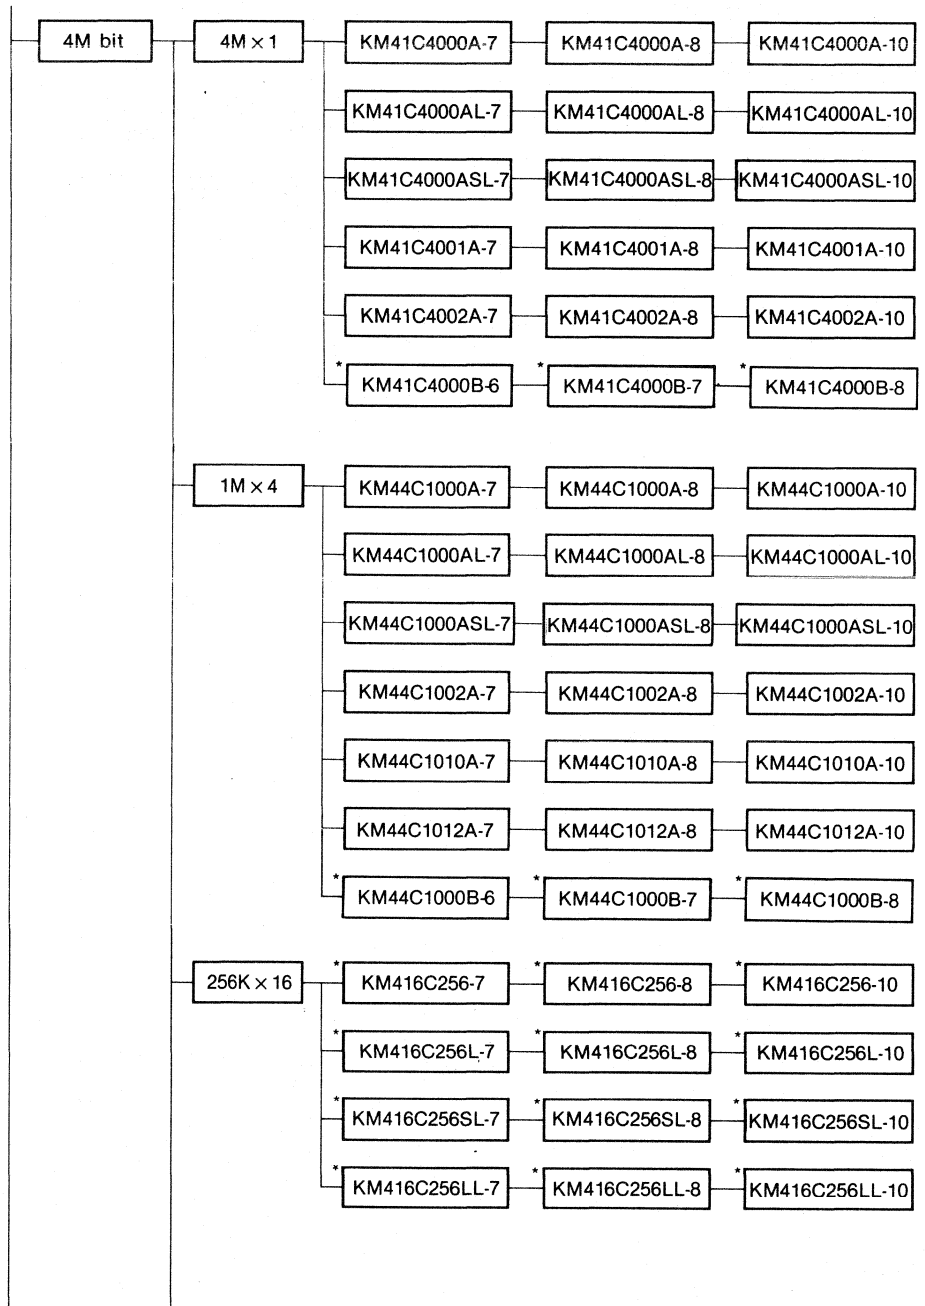 4M bit 4M × 1 KM41C4000A-7 KM41C4000A-8 KM41C4000A-10
KM41C4000AL-7 KM41C4000AL-8 KM41C4000AL-10
KM41C4000ASL-7 KM41C4000ASL-8 KM41C4000ASL-10
KM41C4001A-7 KM41C4001A-8 KM41C4001A-10
KM41C4002A-7 KM41C4002A-8 KM41C4002A-10
* KM41C4000B-6 * KM41C4000B-7 * KM41C4000B-8
1M × 4 KM44C1000A-7 KM44C1000A-8 KM44C1000A-10
KM44C1000AL-7 KM44C1000AL-8 KM44C1000AL-10
KM44C1000ASL-7 KM44C1000ASL-8 KM44C1000ASL-10
KM44C1002A-7 KM44C1002A-8 KM44C1002A-10
KM44C1010A-7 KM44C1010A-8 KM44C1010A-10
KM44C1012A-7 KM44C1012A-8 KM44C1012A-10
* KM44C1000B-6 * KM44C1000B-7 * KM44C1000B-8
256K × 16 * KM416C256-7 * KM416C256-8 * KM416C256-10
* KM416C256L-7 * KM416C256L-8 * KM416C256L-10
* KM416C256SL-7 * KM416C256SL-8 * KM416C256SL-10
* KM416C256LL-7 * KM416C256LL-8 * KM416C256LL-10